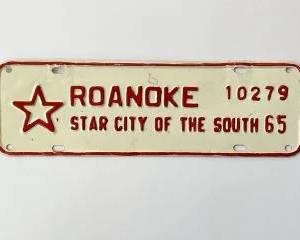 ROANOKE 10279
STAR CITY OF THE SOUTH 65